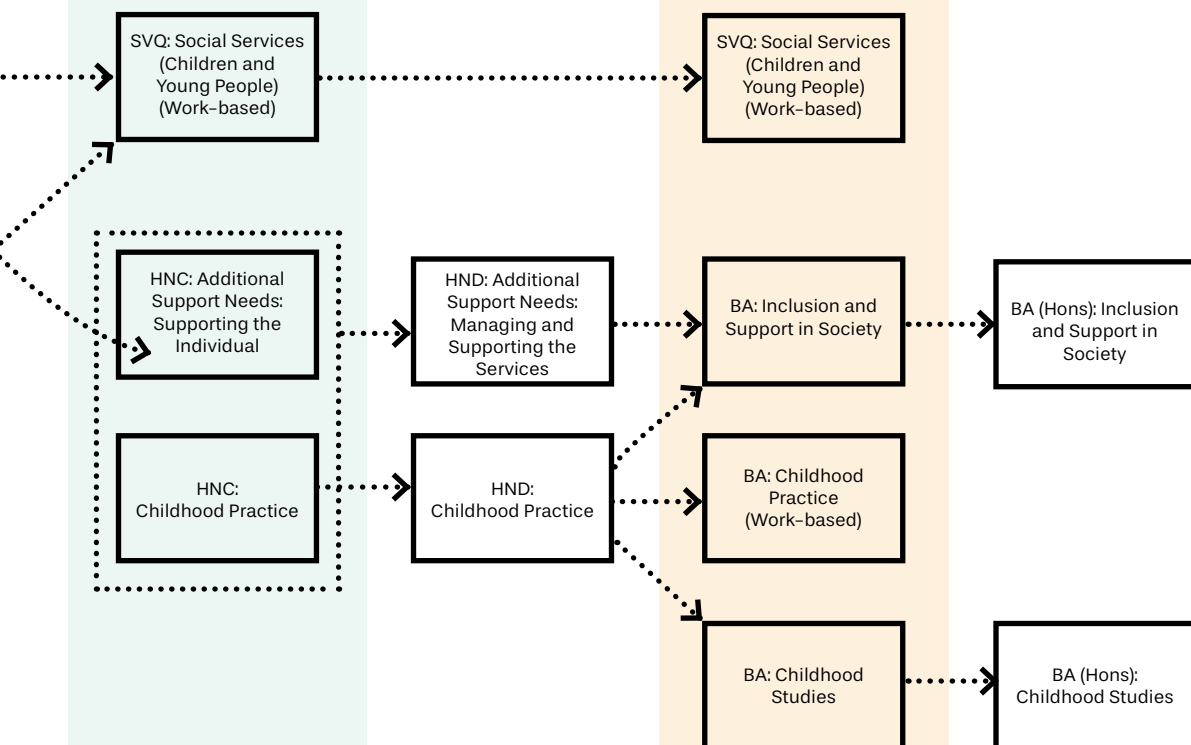 SVQ: Social Services
(Children and
Young People)
(Work-based)
SVQ: Social Services
(Children and
Young People)
(Work-based)
HNC: Additional
Support Needs:
Supporting the
Individual
HND: Additional
Support Needs:
Managing and
Supporting the
Services
BA: Inclusion and
Support in Society
BA (Hons): Inclusion
and Support in
Society
HNC:
Childhood Practice
HND:
Childhood Practice
BA: Childhood
Practice
(Work-based)
BA: Childhood
Studies
BA (Hons):
Childhood Studies